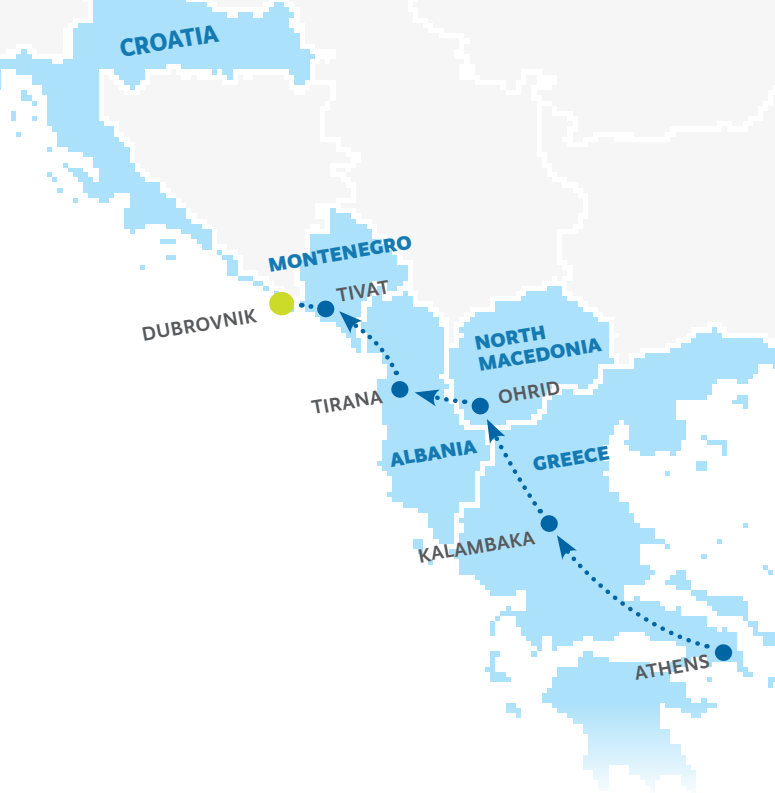 CROATIA
MONTENEGRO
TIVAT
DUBROVNIK
NORTH
MACEDONIA
OHRID
TIRANA
ALBANIA
GREECE
KALAMBAKA
ATHENS